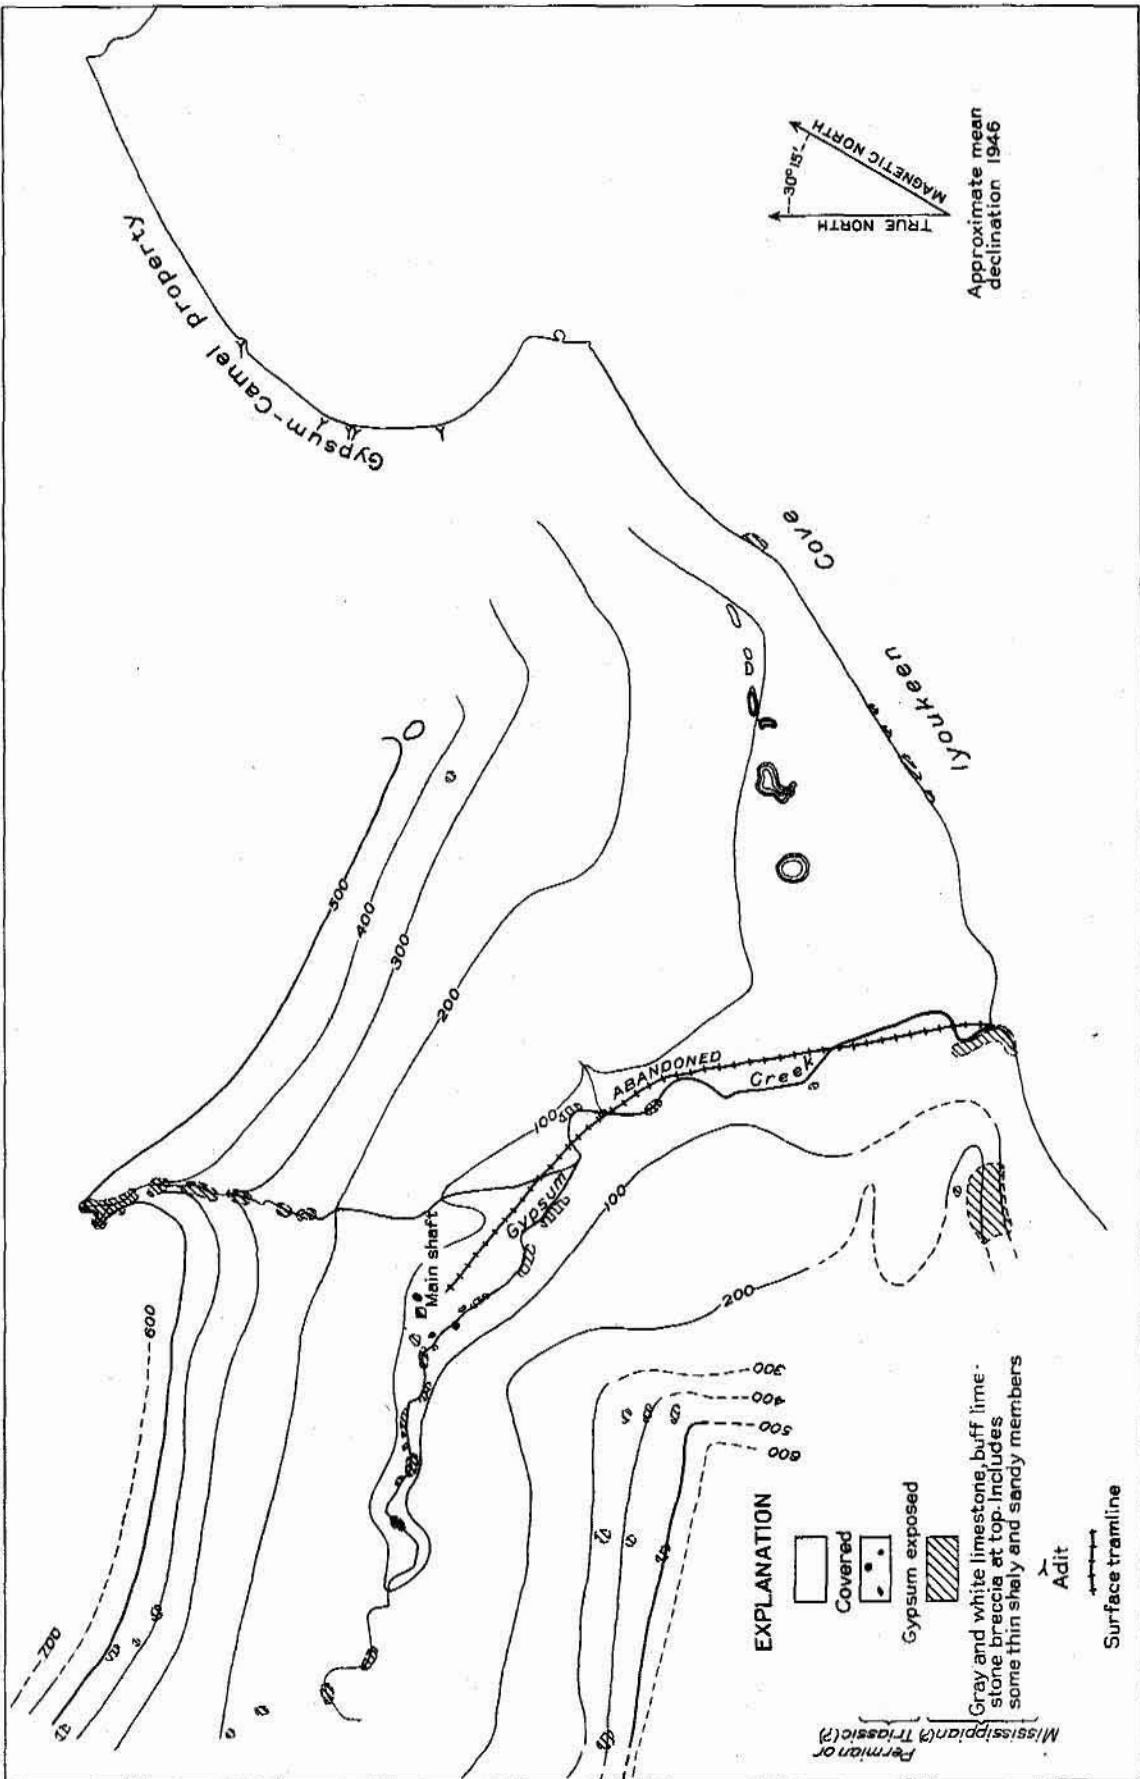 Gypsum-Camel property
Iyoukeen Cove
TRUE NORTH
MAGNETIC NORTH
30°15'
Approximate mean
declination 1946
500
400
300
200
100
ABANDONED
Creek
Gypsum
Main shaft
100
200
300
400
500
600
600
700
EXPLANATION
Covered
Gypsum exposed
Gray and white limestone, buff lime-
stone breccia at top. Includes
some thin shaly and sandy members
Adit
Surface tramline
Permian or
Triassic(?)
Mississippian(?)